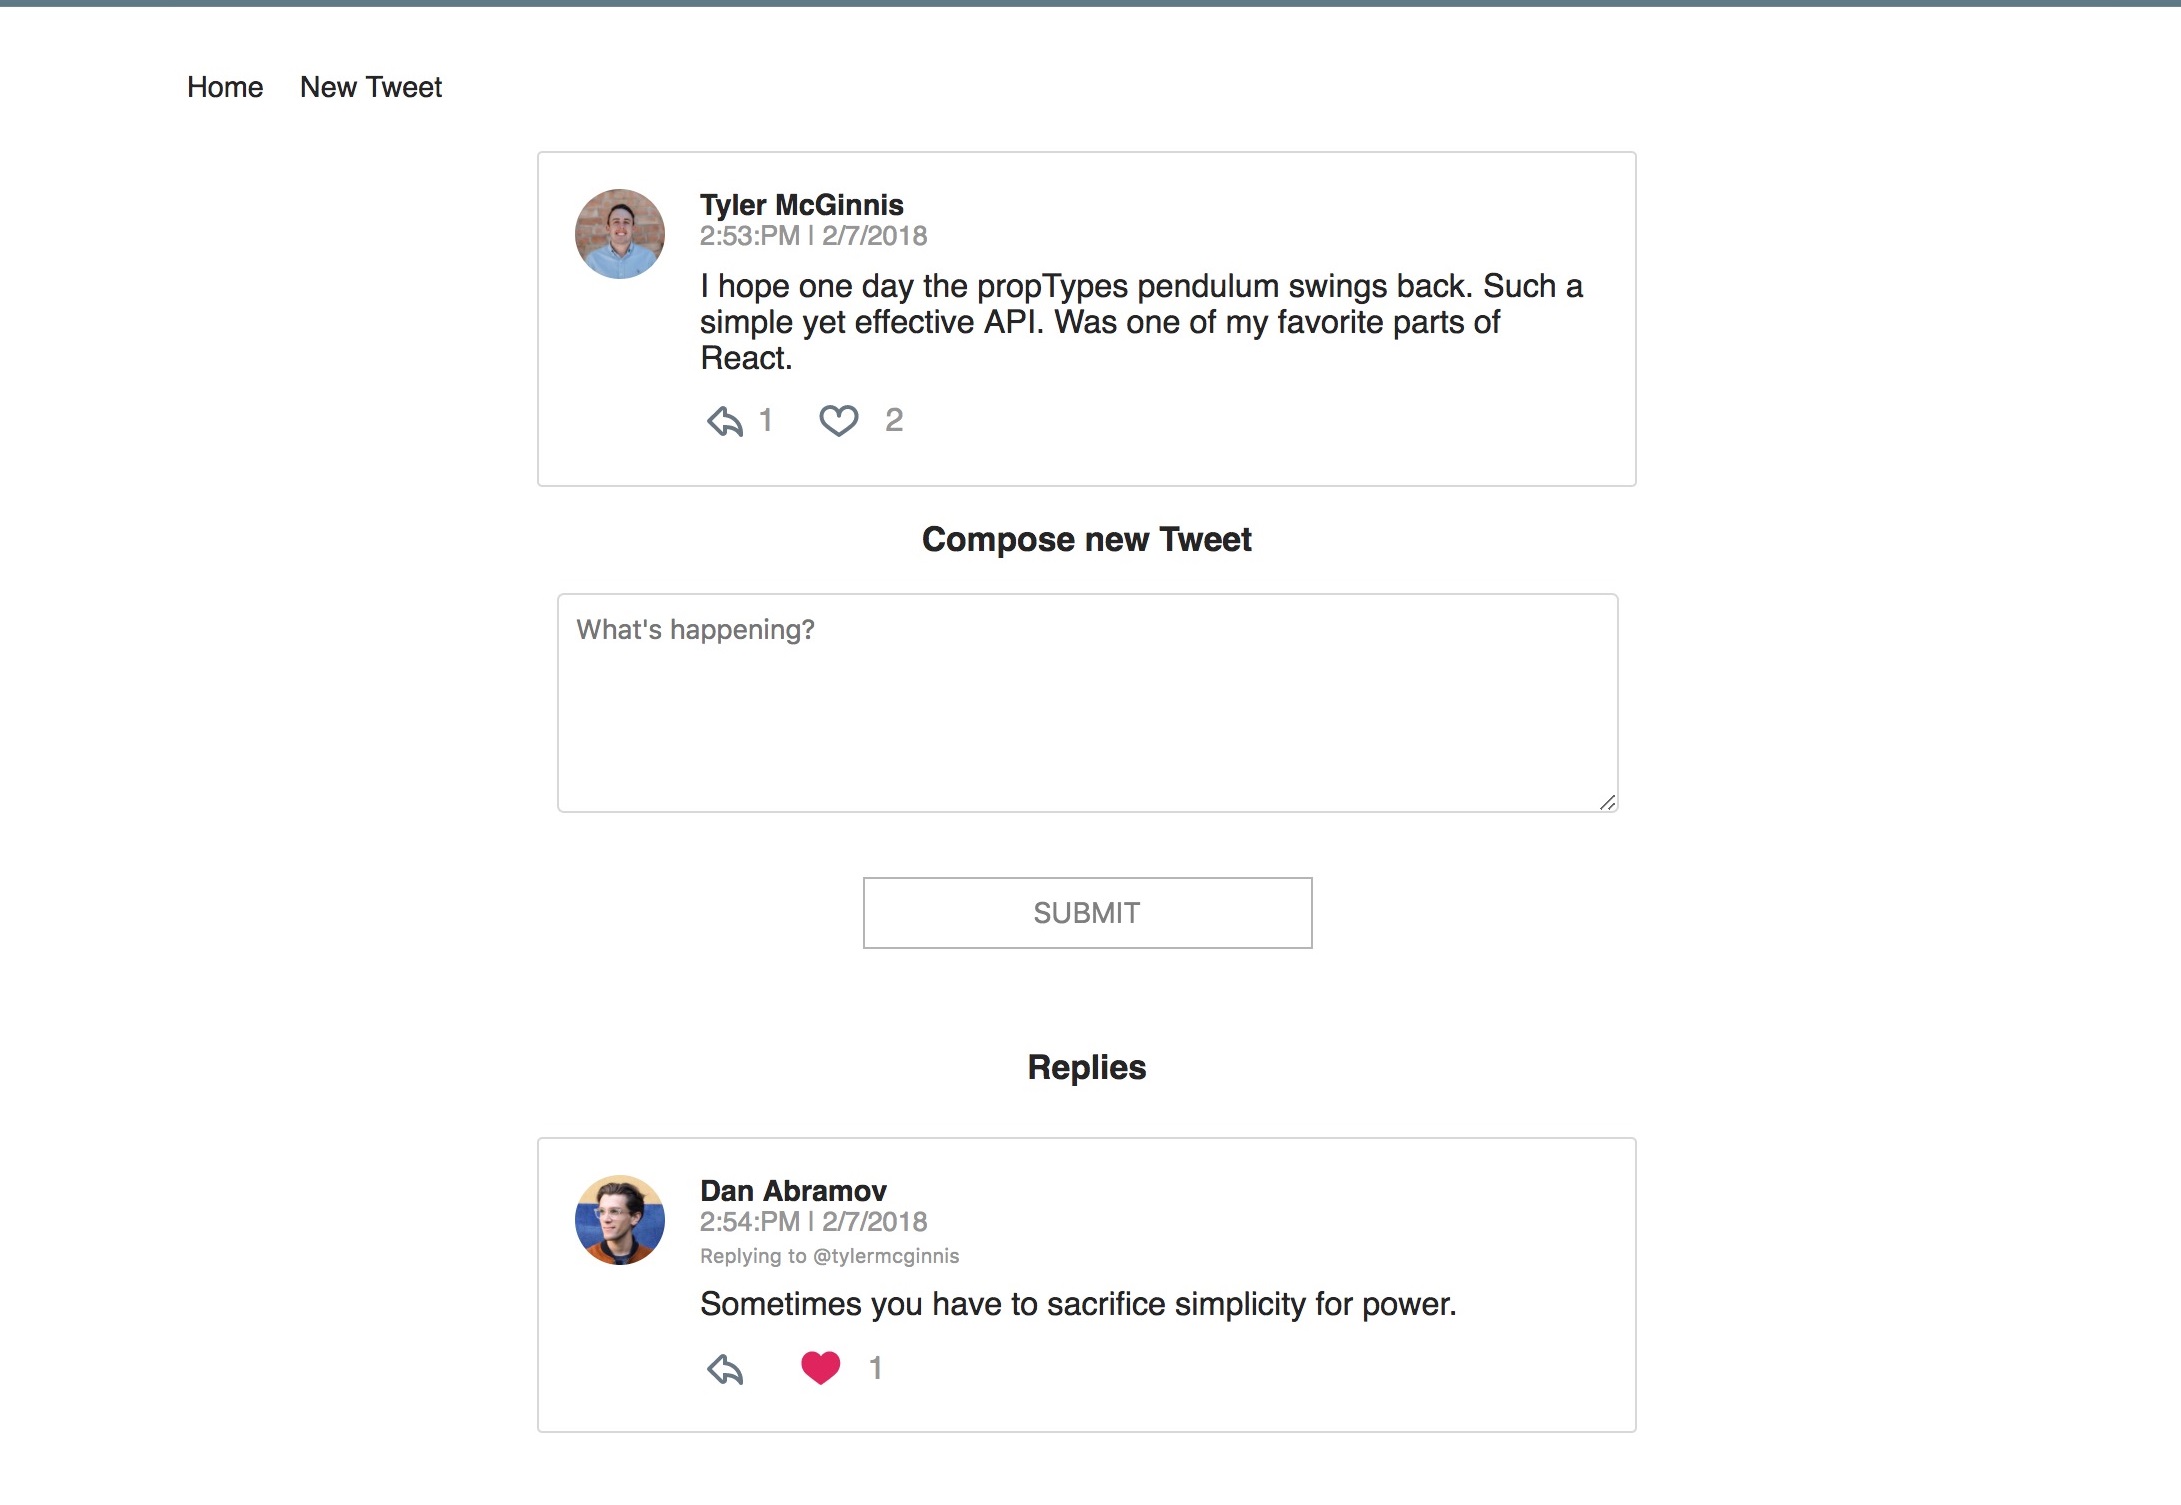 Home New Tweet
Tyler McGinnis
2:53:PM | 2/7/2018
I hope one day the propTypes pendulum swings back. Such a
simple yet effective API. Was one of my favorite parts of
React.
1 2
Compose new Tweet
What's happening?
SUBMIT
Replies
Dan Abramov
2:54:PM | 2/7/2018
Replying to @tylermcginnis
Sometimes you have to sacrifice simplicity for power.
1